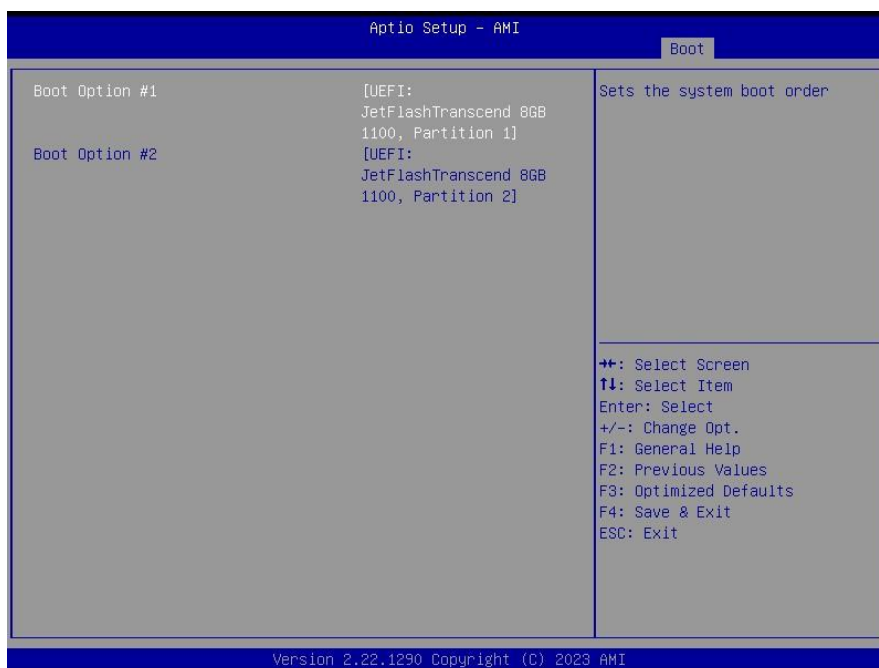 Aptio Setup - AMI
Boot
Boot Option #1
[UEFI:
JetFlashTranscend 8GB
1100, Partition 1]
Boot Option #2
[UEFI:
JetFlashTranscend 8GB
1100, Partition 2]
Sets the system boot order
→←: Select Screen
↑↓: Select Item
Enter: Select
+/-: Change Opt.
F1: General Help
F2: Previous Values
F3: Optimized Defaults
F4: Save & Exit
ESC: Exit
Version 2.22.1290 Copyright (C) 2023 AMI